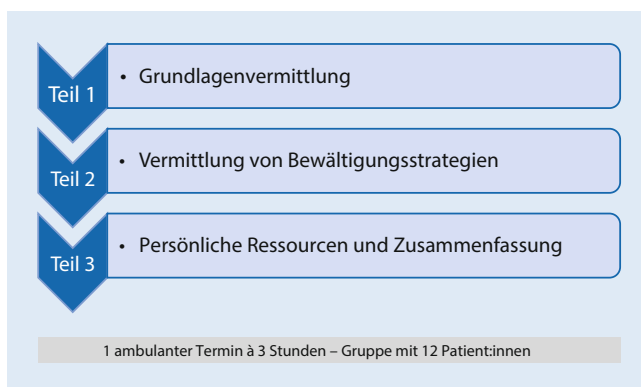 Teil 1
• Grundlagenvermittlung
Teil 2
• Vermittlung von Bewältigungsstrategien
Teil 3
• Persönliche Ressourcen und Zusammenfassung
1 ambulanter Termin à 3 Stunden – Gruppe mit 12 Patient:innen